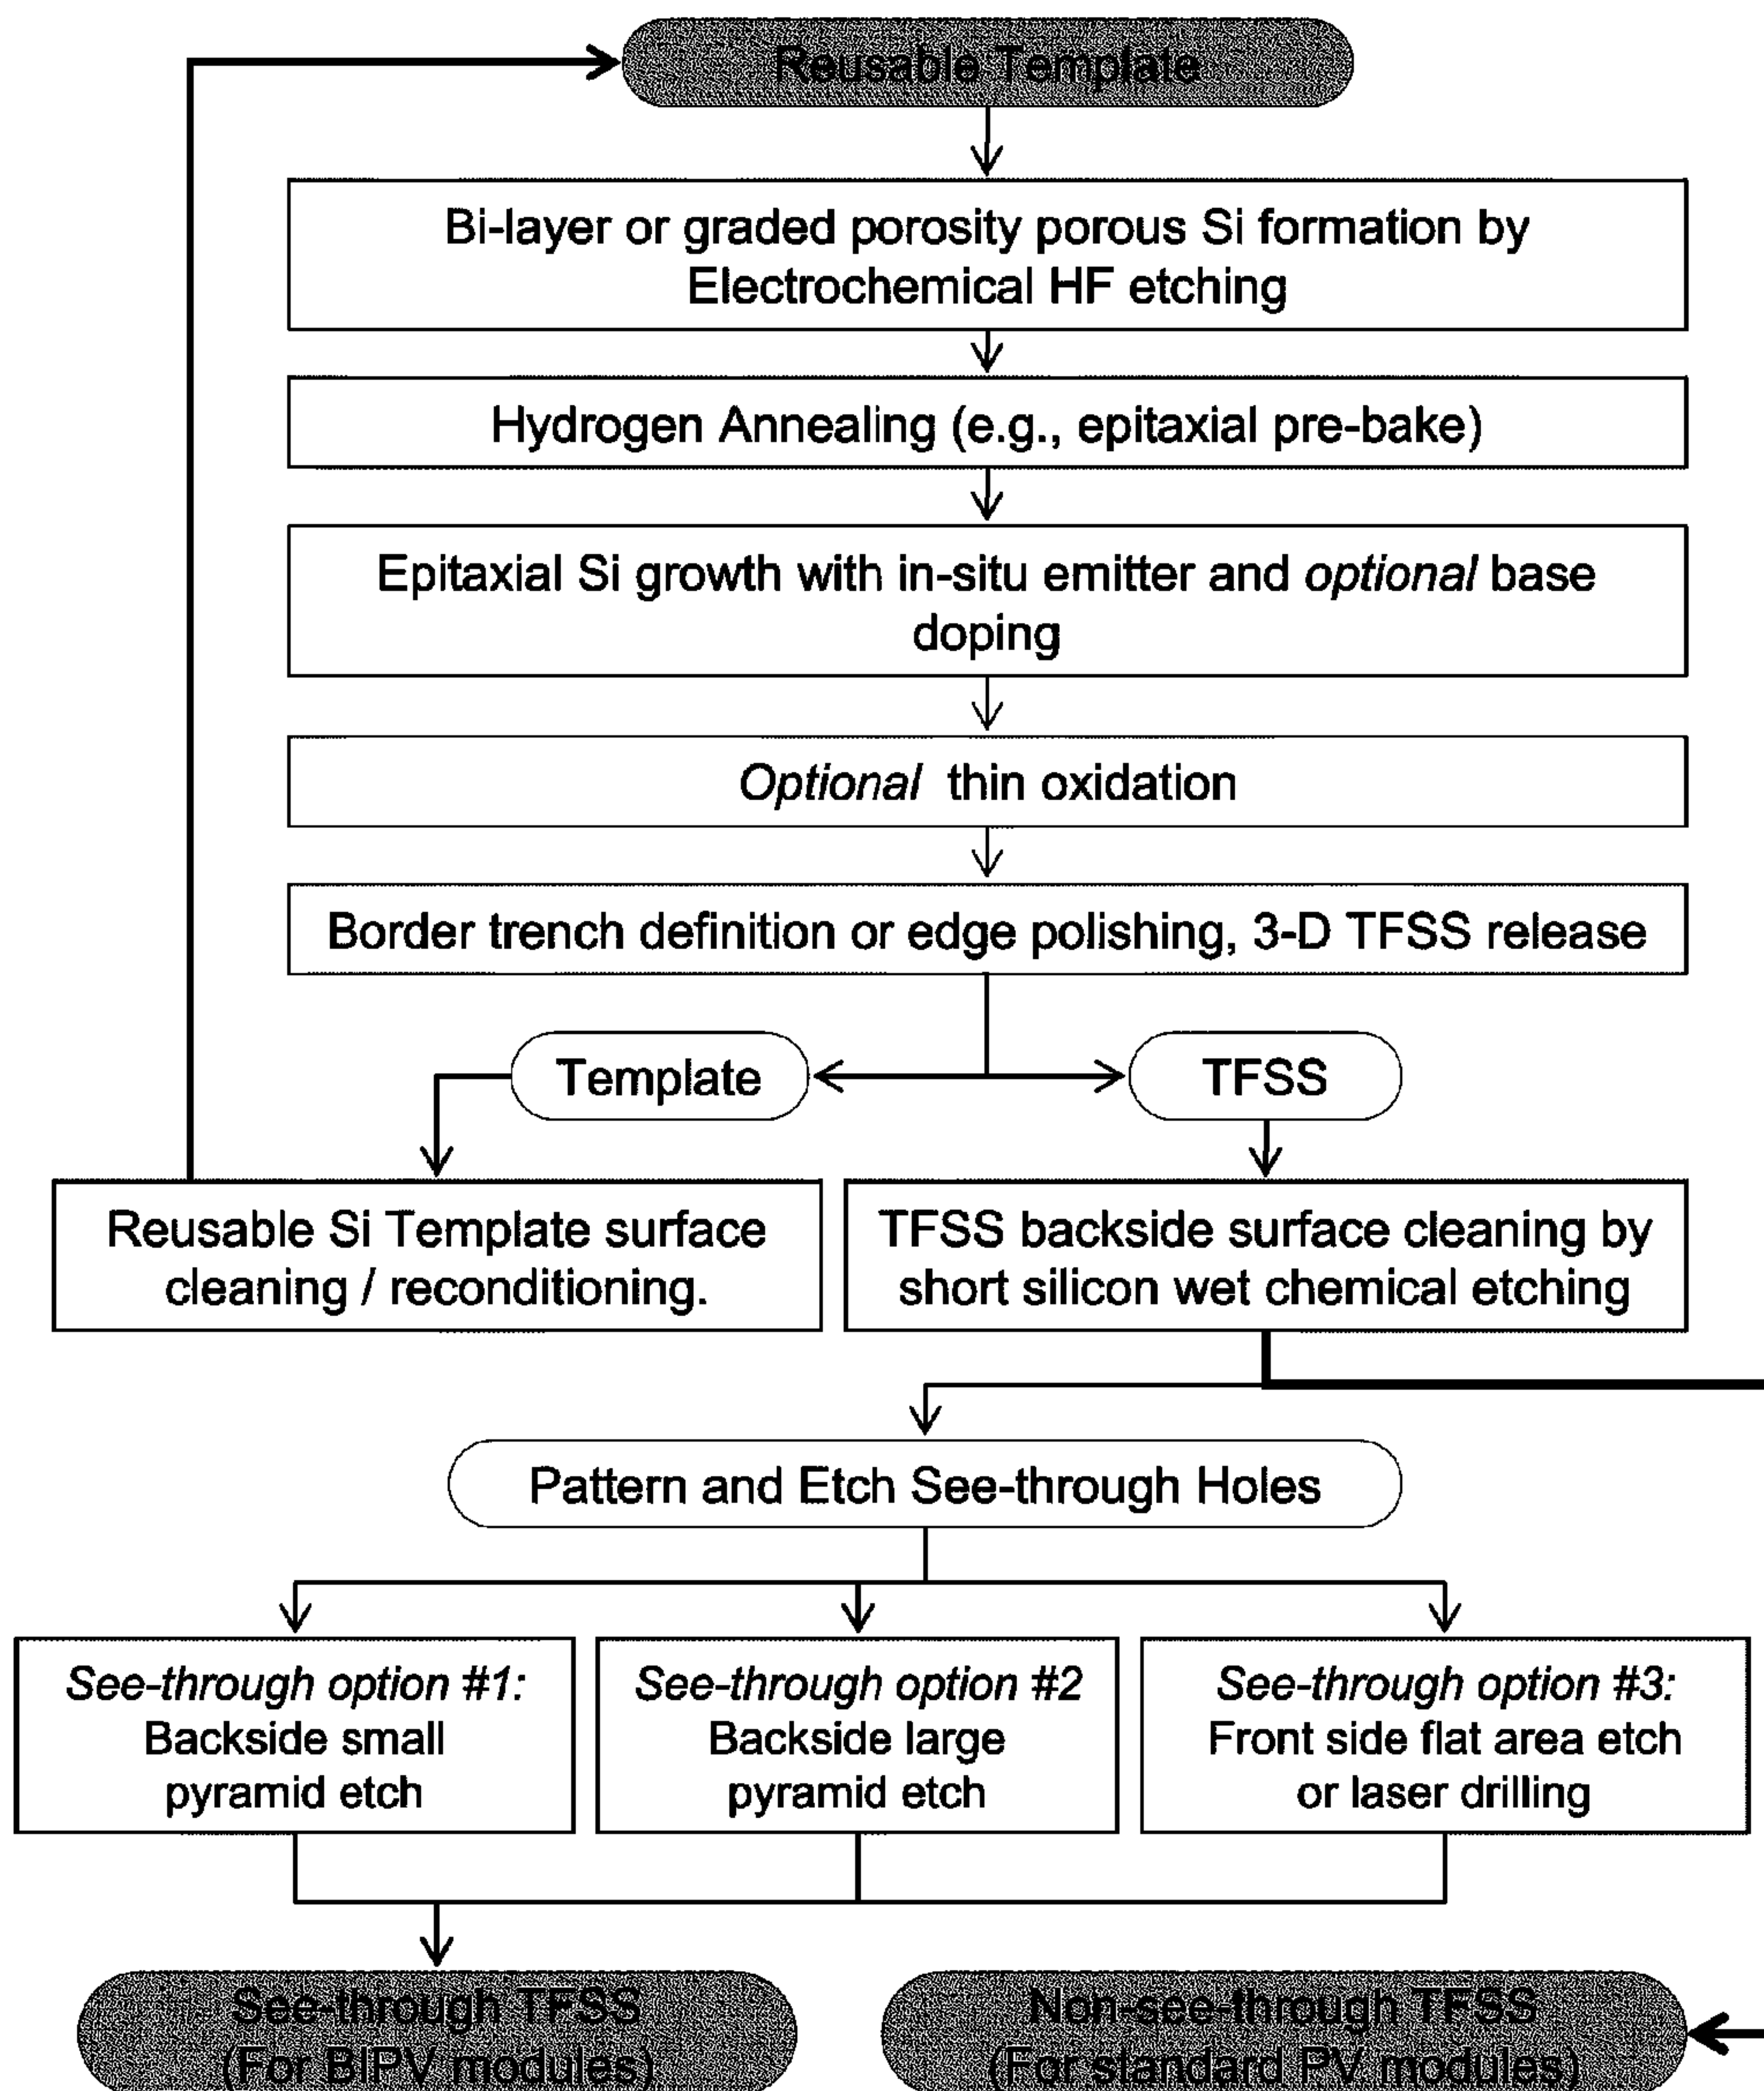 Reusable Template
Bi-layer or graded porosity porous Si formation by
Electrochemical HF etching
Hydrogen Annealing (e.g., epitaxial pre-bake)
Epitaxial Si growth with in-situ emitter and optional base
doping
Optional thin oxidation
Border trench definition or edge polishing, 3-D TFSS release
Template
TFSS
Reusable Si Template surface
cleaning / reconditioning.
TFSS backside surface cleaning by
short silicon wet chemical etching
Pattern and Etch See-through Holes
See-through option #1:
Backside small
pyramid etch
See-through option #2
Backside large
pyramid etch
See-through option #3:
Front side flat area etch
or laser drilling
See-through TFSS
(For BIPV modules)
Non-see-through TFSS
(For standard PV modules)